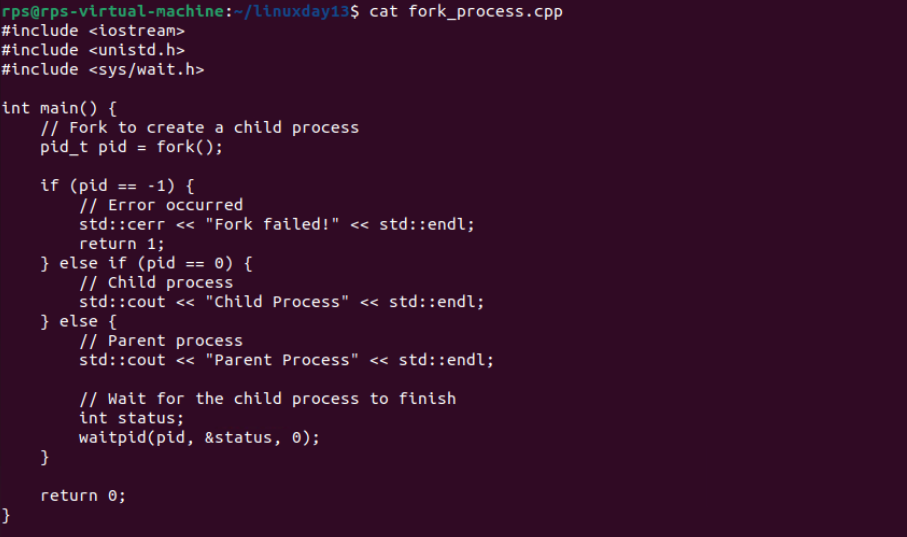 rps@rps-virtual-machine:~/linuxday13$ cat fork_process.cpp
#include <iostream>
#include <unistd.h>
#include <sys/wait.h>

int main() {
    // Fork to create a child process
    pid_t pid = fork();

    if (pid == -1) {
        // Error occurred
        std::cerr << "Fork failed!" << std::endl;
        return 1;
    } else if (pid == 0) {
        // Child process
        std::cout << "Child Process" << std::endl;
    } else {
        // Parent process
        std::cout << "Parent Process" << std::endl;

        // Wait for the child process to finish
        int status;
        waitpid(pid, &status, 0);
    }

    return 0;
}